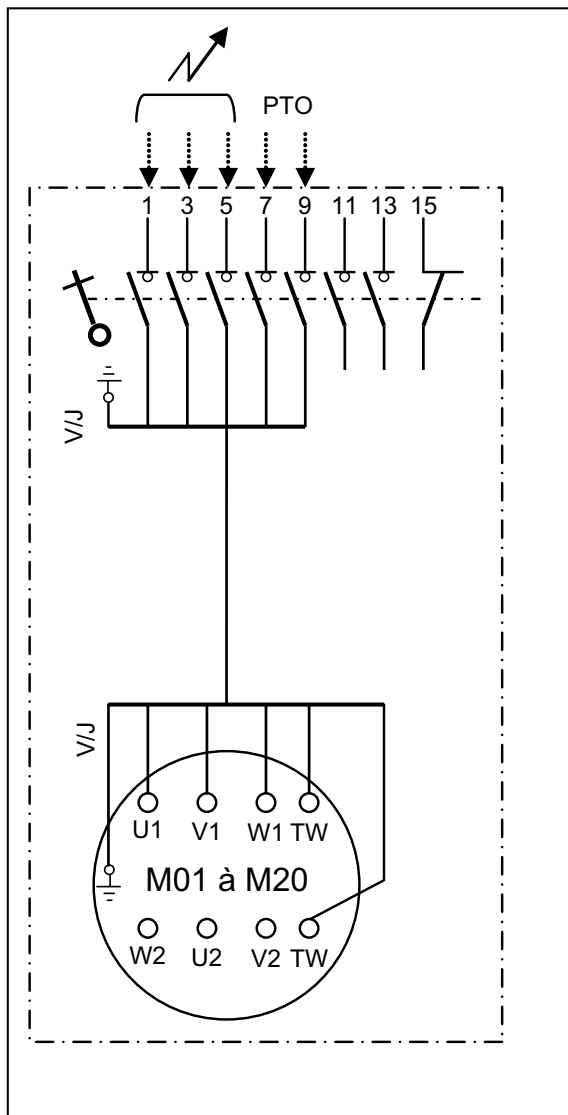 PTO
1 3 5 7 9 11 13 15
V/J
V/J
U1 V1 W1 TW
M01 à M20
W2 U2 V2 TW